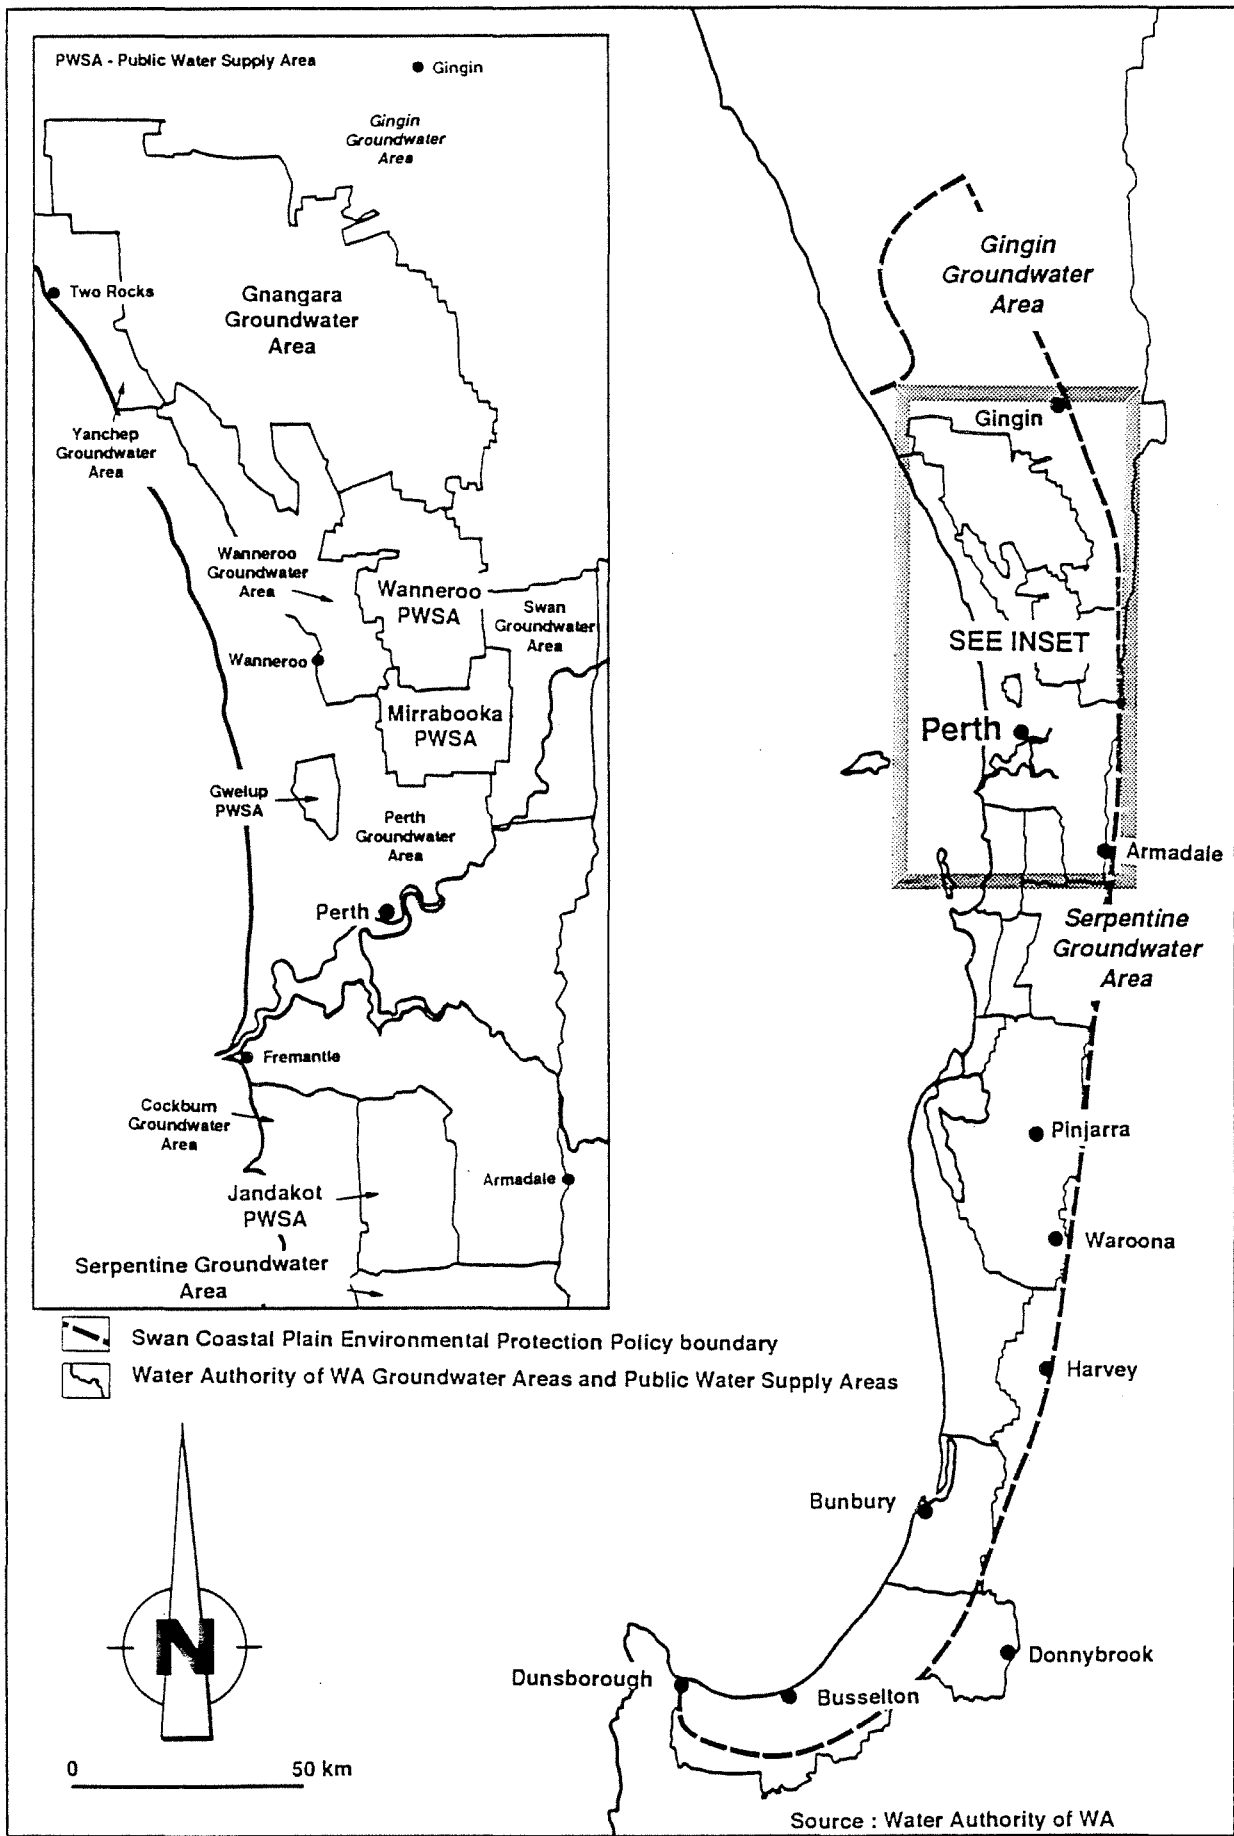 PWSA - Public Water Supply Area
Gingin
Gingin
Groundwater
Area
Two Rocks
Gnangara
Groundwater
Area
Yanchep
Groundwater
Area
Wanneroo
Groundwater
Area
Wanneroo
PWSA
Swan
Groundwater
Area
Wanneroo
Mirrabooka
PWSA
Gwelup
PWSA
Perth
Groundwater
Area
Perth
Fremantle
Cockburn
Groundwater
Area
Jandakot
PWSA
Armadale
Serpentine Groundwater
Area
Gingin
Groundwater
Area
Gingin
SEE INSET
Perth
Armadale
Serpentine
Groundwater
Area
Pinjarra
Waroona
Harvey
Bunbury
Donnybrook
Dunsborough
Busselton
Swan Coastal Plain Environmental Protection Policy boundary
Water Authority of WA Groundwater Areas and Public Water Supply Areas
N
0 50 km
Source : Water Authority of WA